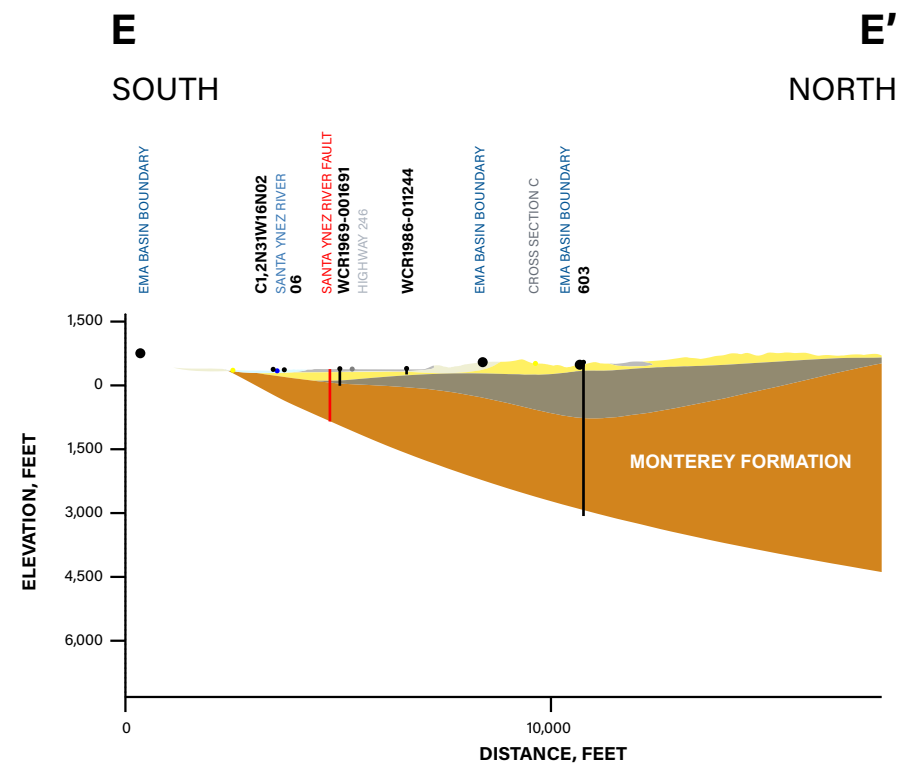 E
E′
SOUTH
NORTH
EMA BASIN BOUNDARY
C1,2N31W16N02
SANTA YNEZ RIVER
06
SANTA YNEZ RIVER FAULT
WCR1969-001691
HIGHWAY 246
WCR1986-011244
EMA BASIN BOUNDARY
CROSS SECTION C
EMA BASIN BOUNDARY
603
1,500
0
1,500
3,000
4,500
6,000
ELEVATION, FEET
MONTEREY FORMATION
0
10,000
DISTANCE, FEET